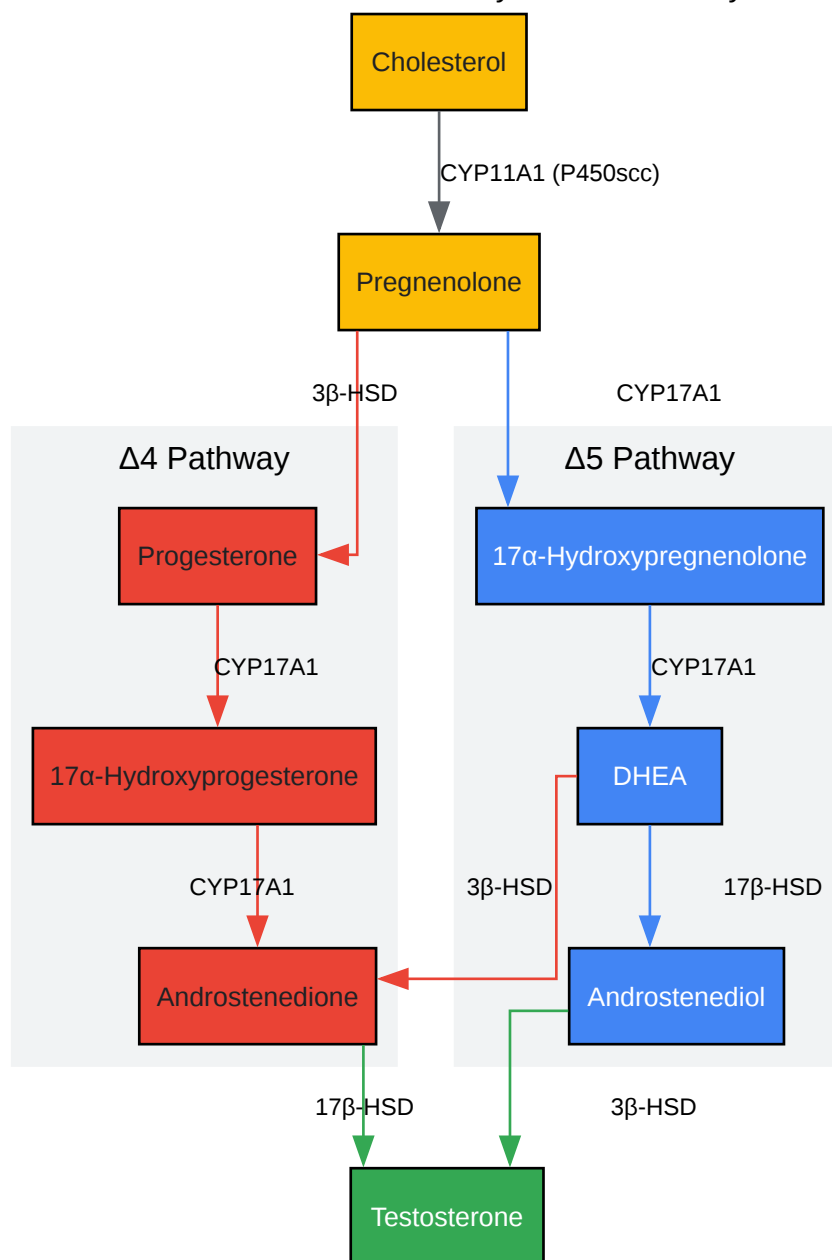 Cholesterol
CYP11A1 (P450scc)
Pregnenolone
3β-HSD
CYP17A1
Δ4 Pathway
Δ5 Pathway
Progesterone
17α-Hydroxypregnenolone
CYP17A1
CYP17A1
17α-Hydroxyprogesterone
DHEA
CYP17A1
3β-HSD
17β-HSD
Androstenedione
Androstenediol
17β-HSD
3β-HSD
Testosterone